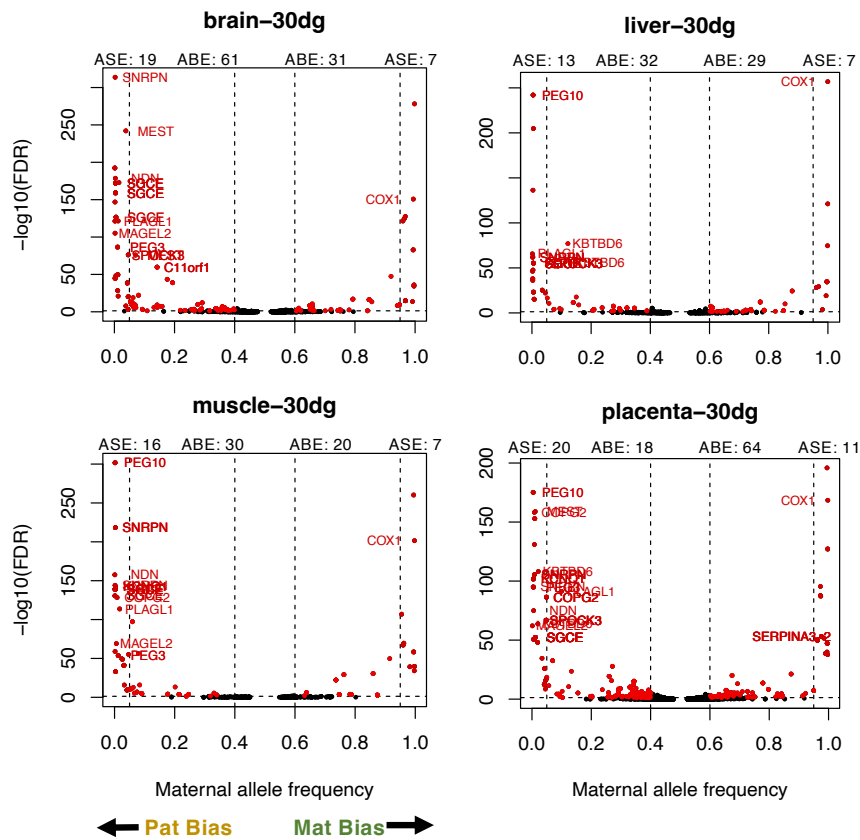 brain−30dg
ASE: 19 ABE: 61 ABE: 31 ASE: 7
−log10(FDR)
0 50 150 250
0.0 0.2 0.4 0.6 0.8 1.0
SNRPN
MEST
NDN
SGCE
SGCE
COX1
SGCE
PLAGL1
MAGEL2
PEG3
SPOCK3
C11orf1
liver−30dg
ASE: 13 ABE: 32 ABE: 29 ASE: 7
0 50 100 200
0.0 0.2 0.4 0.6 0.8 1.0
COX1
PEG10
KBTBD6
PLAGL1
SNRPN
muscle−30dg
ASE: 16 ABE: 30 ABE: 20 ASE: 7
−log10(FDR)
0 50 150 250
0.0 0.2 0.4 0.6 0.8 1.0
PEG10
SNRPN
COX1
NDN
PLAGL1
MAGEL2
PEG3
Maternal allele frequency
placenta−30dg
ASE: 20 ABE: 18 ABE: 64 ASE: 11
0 50 100 150 200
0.0 0.2 0.4 0.6 0.8 1.0
PEG10
COX1
MEST
KBTBD6
PLAGL1
COPG2
NDN
SPOCK3
MAGEL2
SGCE
SERPINA3−2
Maternal allele frequency
Pat Bias Mat Bias